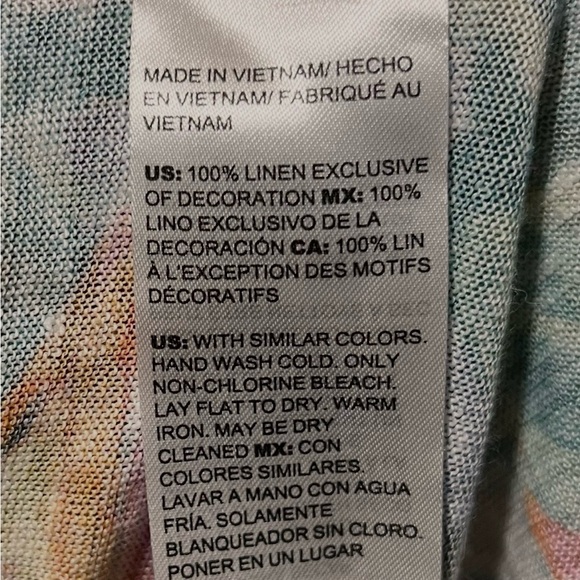 MADE IN VIETNAM/ HECHO
EN VIETNAM/ FABRIQUÉ AU
VIETNAM
US: 100% LINEN EXCLUSIVE
OF DECORATION MX: 100%
LINO EXCLUSIVO DE LA
DECORACIÓN CA: 100% LIN
À L'EXCEPTION DES MOTIFS
DÉCORATIFS
US: WITH SIMILAR COLORS.
HAND WASH COLD. ONLY
NON-CHLORINE BLEACH.
LAY FLAT TO DRY. WARM
IRON. MAY BE DRY
CLEANED MX: CON
COLORES SIMILARES.
LAVAR A MANO CON AGUA
FRÍA. SOLAMENTE
BLANQUEADOR SIN CLORO.
PONER EN UN LUGAR